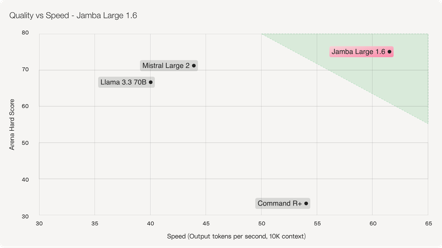 Quality vs Speed - Jamba Large 1.6
Arena Hard Score
80
70
60
50
40
30
Jamba Large 1.6
Mistral Large 2
Llama 3.3 70B
Command R+
30 35 40 45 50 55 60 65
Speed (Output tokens per second, 10K context)